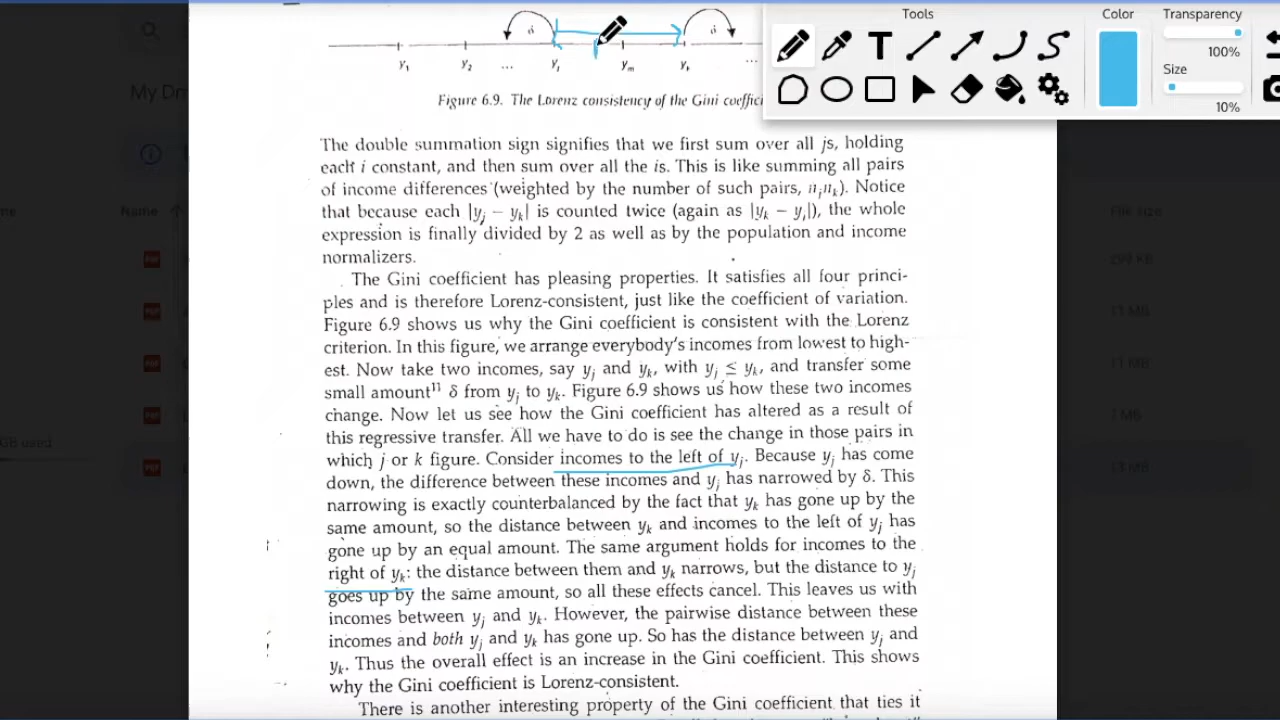 Tools
Color
Transparency
100%
Size
10%
T
My Dr
Name
File size
299 KB
11 MB
11 MB
7 MB
13 MB
GB used
δ
δ
y₁ y₂ ... yⱼ yₘ yₖ ...
Figure 6.9. The Lorenz consistency of the Gini coeffici
The double summation sign signifies that we first sum over all js, holding
each i constant, and then sum over all the is. This is like summing all pairs
of income differences (weighted by the number of such pairs, nⱼnₖ). Notice
that because each |yⱼ − yₖ| is counted twice (again as |yₖ − yⱼ|), the whole
expression is finally divided by 2 as well as by the population and income
normalizers.
The Gini coefficient has pleasing properties. It satisfies all four princi-
ples and is therefore Lorenz-consistent, just like the coefficient of variation.
Figure 6.9 shows us why the Gini coefficient is consistent with the Lorenz
criterion. In this figure, we arrange everybody's incomes from lowest to high-
est. Now take two incomes, say yⱼ and yₖ, with yⱼ ≤ yₖ, and transfer some
small amount¹¹ δ from yⱼ to yₖ. Figure 6.9 shows us how these two incomes
change. Now let us see how the Gini coefficient has altered as a result of
this regressive transfer. All we have to do is see the change in those pairs in
which j or k figure. Consider incomes to the left of yⱼ. Because yⱼ has come
down, the difference between these incomes and yⱼ has narrowed by δ. This
narrowing is exactly counterbalanced by the fact that yₖ has gone up by the
same amount, so the distance between yₖ and incomes to the left of yⱼ has
gone up by an equal amount. The same argument holds for incomes to the
right of yₖ: the distance between them and yₖ narrows, but the distance to yⱼ
goes up by the same amount, so all these effects cancel. This leaves us with
incomes between yⱼ and yₖ. However, the pairwise distance between these
incomes and both yⱼ and yₖ has gone up. So has the distance between yⱼ and
yₖ. Thus the overall effect is an increase in the Gini coefficient. This shows
why the Gini coefficient is Lorenz-consistent.
There is another interesting property of the Gini coefficient that ties it